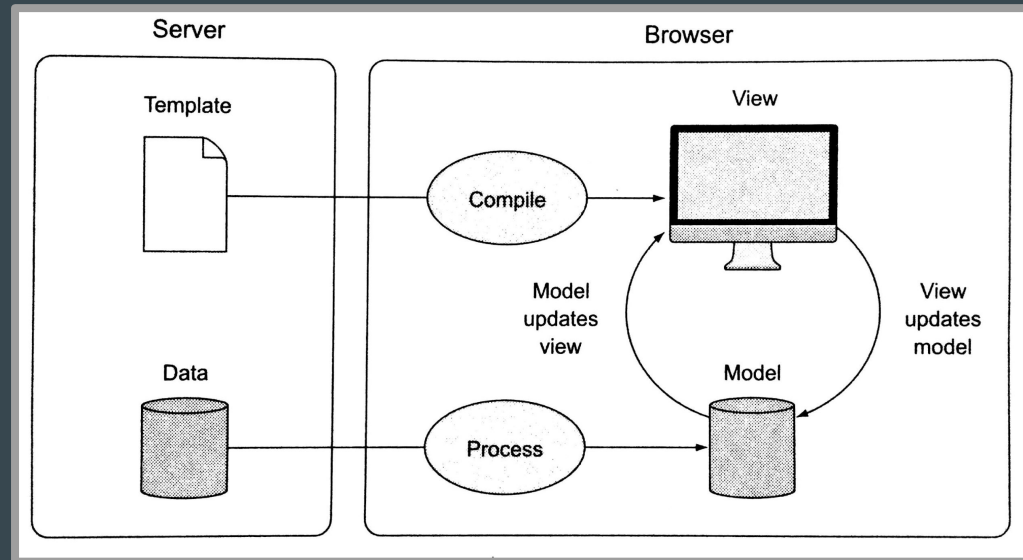 Server
Browser
Template
View
Compile
Model
updates
view
View
updates
model
Data
Model
Process